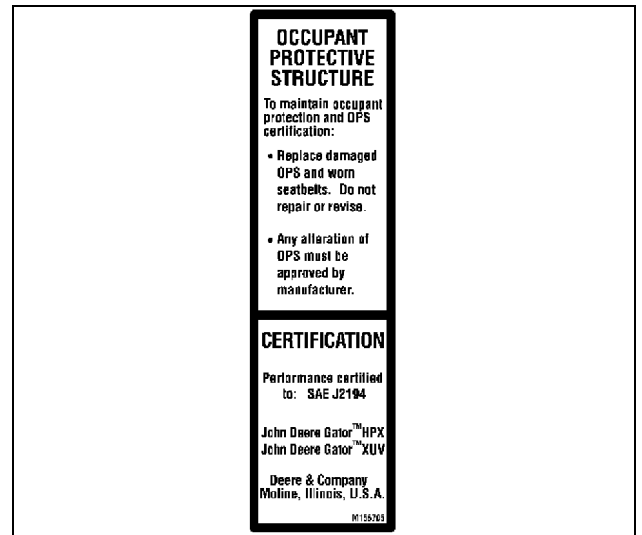 OCCUPANT
PROTECTIVE
STRUCTURE
To maintain occupant
protection and OPS
certification:
• Replace damaged
OPS and worn
seatbelts. Do not
repair or revise.
• Any alteration of
OPS must be
approved by
manufacturer.
CERTIFICATION
Performance certified
to: SAE J2194
John Deere Gator™HPX
John Deere Gator™XUV
Deere & Company
Moline, Illinois, U.S.A.